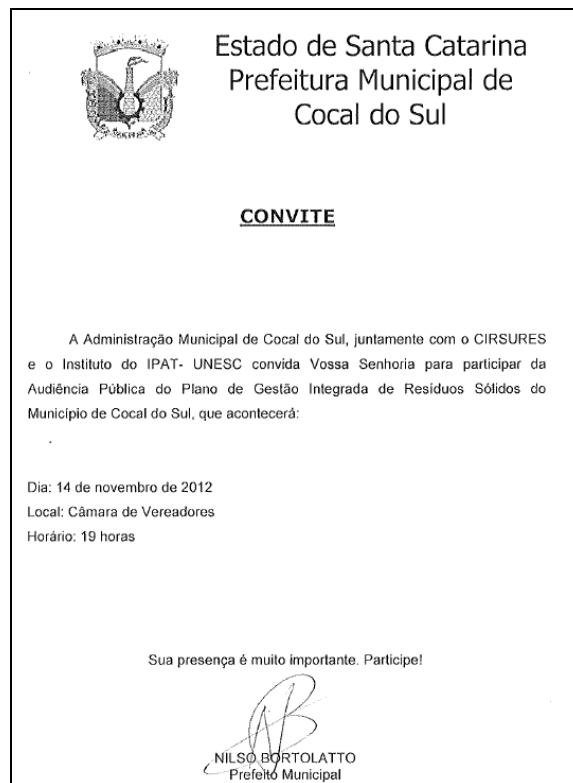 Estado de Santa Catarina
Prefeitura Municipal de
Cocal do Sul
CONVITE
A Administração Municipal de Cocal do Sul, juntamente com o CIRSURES
e o Instituto do IPAT- UNESC convida Vossa Senhoria para participar da
Audiência Pública do Plano de Gestão Integrada de Resíduos Sólidos do
Município de Cocal do Sul, que acontecerá:
.
Dia: 14 de novembro de 2012
Local: Câmara de Vereadores
Horário: 19 horas
Sua presença é muito importante. Participe!
NILSO BORTOLATTO
Prefeito Municipal